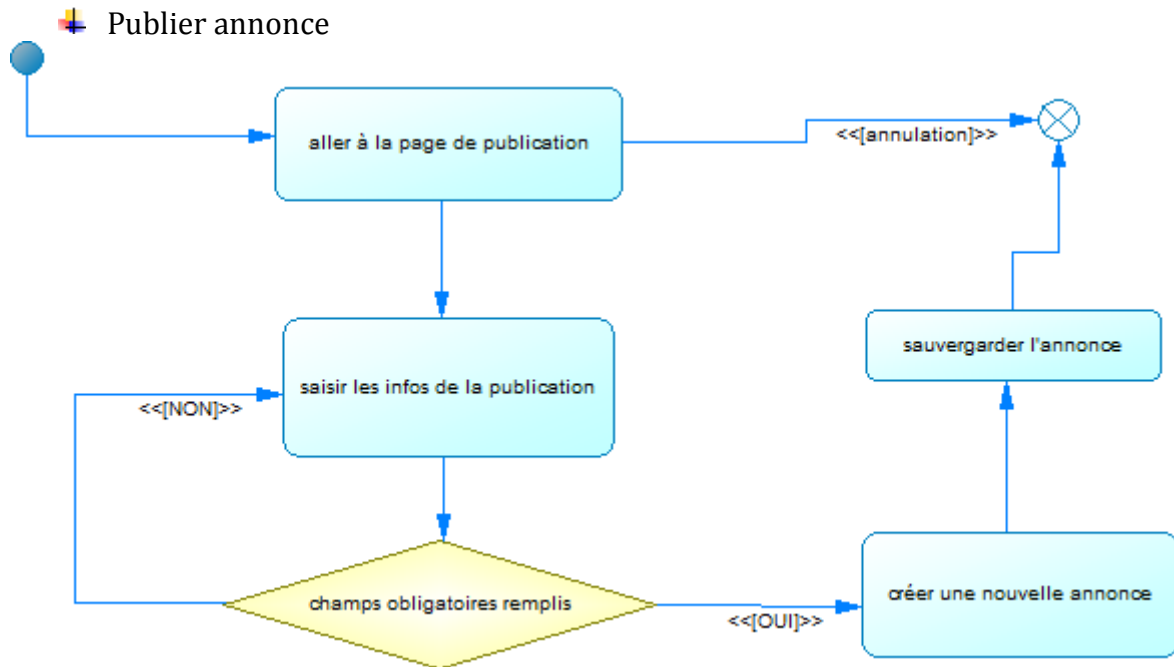 Publier annonce
aller à la page de publication
<<[annulation]>>
saisir les infos de la publication
<<[NON]>>
sauvergarder l'annonce
champs obligatoires remplis
<<[OUI]>>
créer une nouvelle annonce